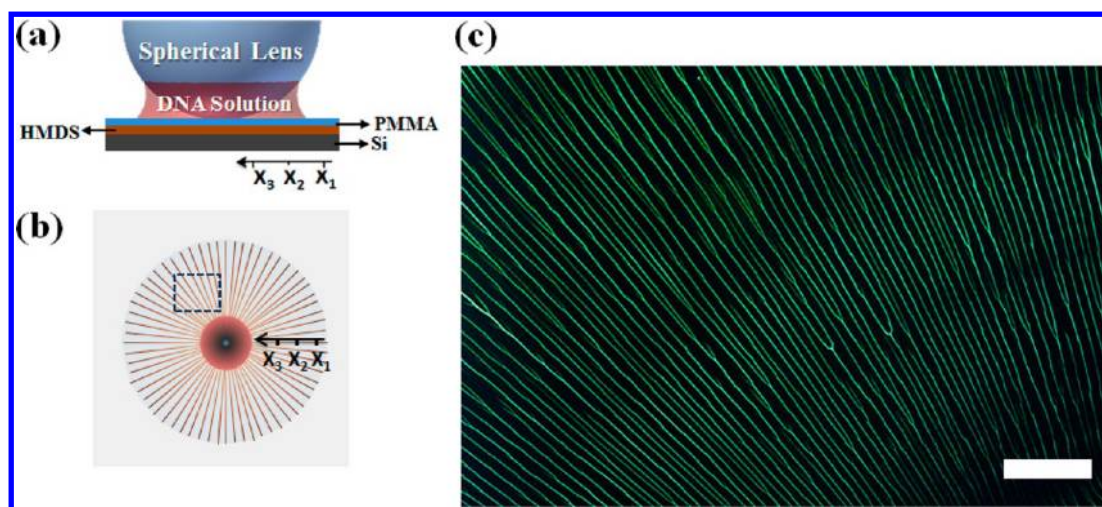 (a)
Spherical Lens
DNA Solution
HMDS
PMMA
Si
X3 X2 X1
(b)
X3 X2 X1
(c)